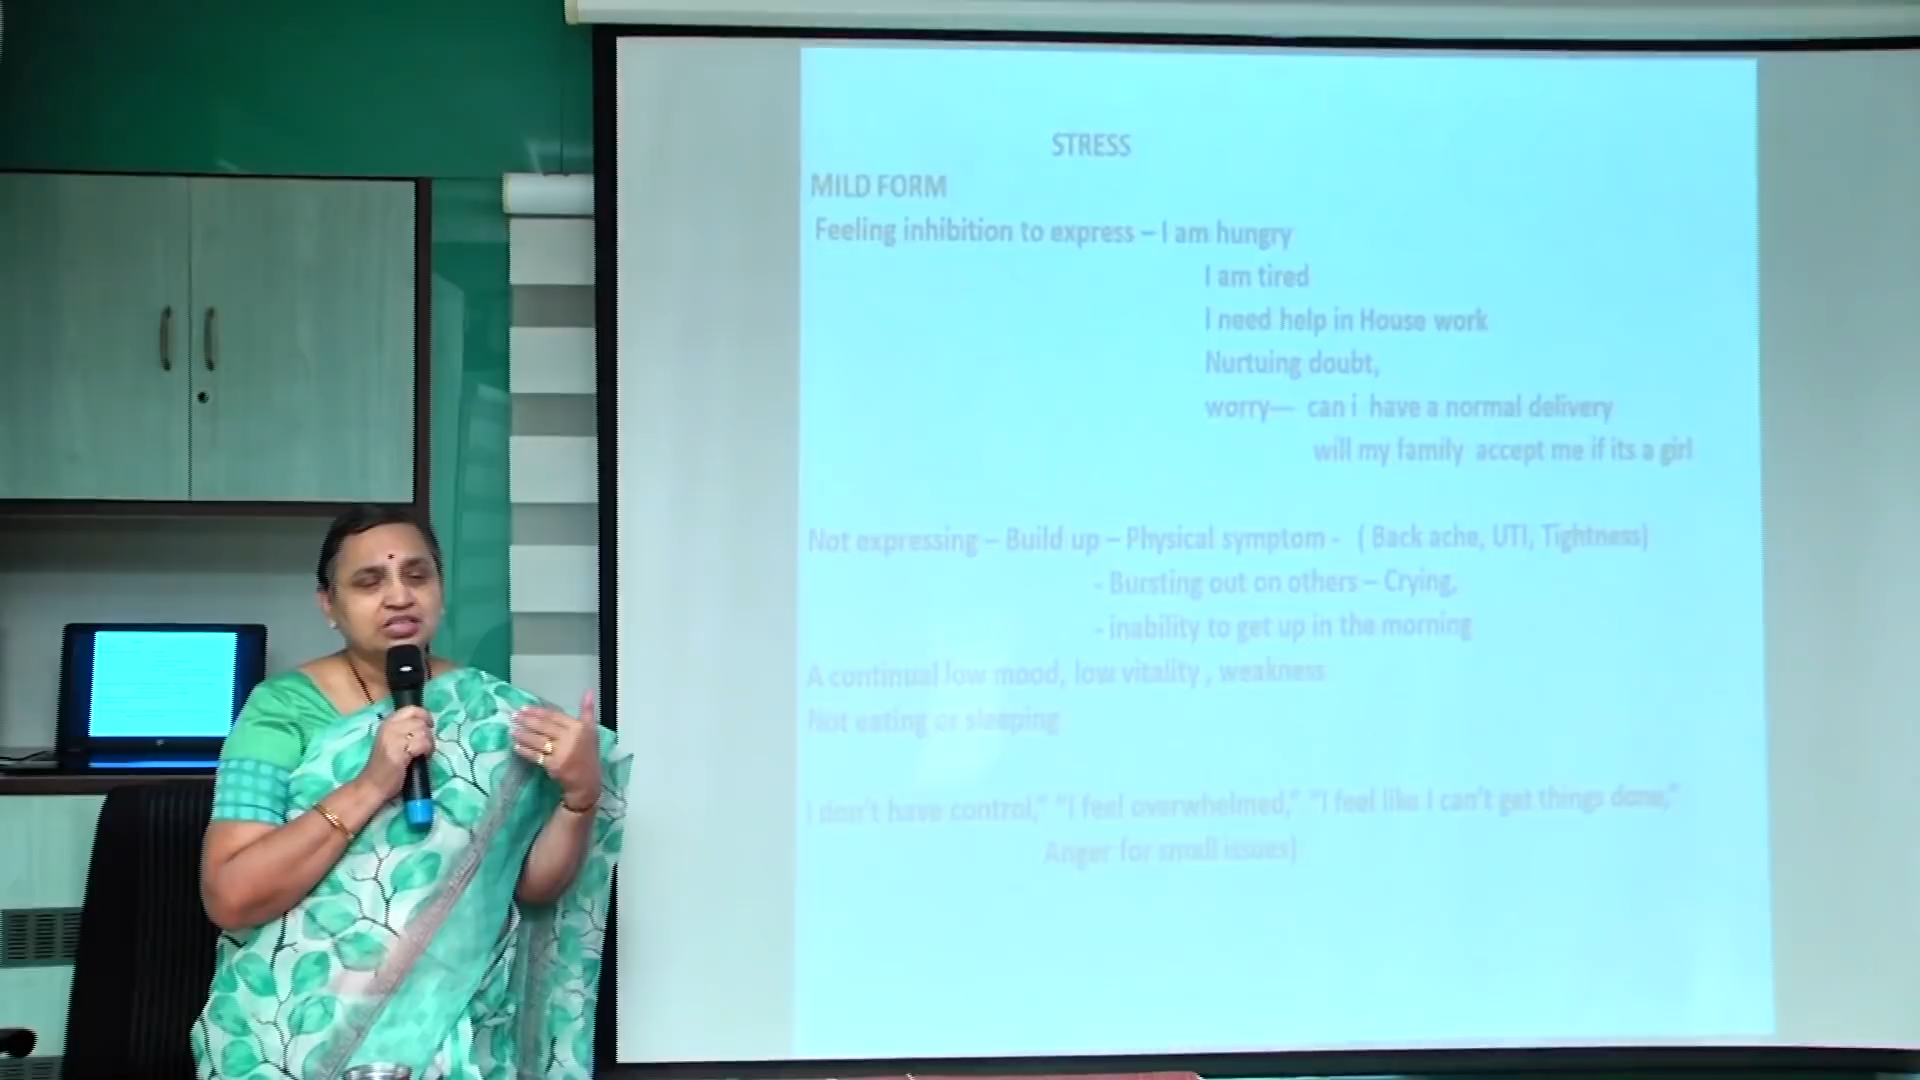 STRESS
MILD FORM
Feeling inhibition to express – I am hungry
I am tired
I need help in House work
Nurtuing doubt,
worry— can i have a normal delivery
will my family accept me if its a girl
Not expressing – Build up – Physical symptom - ( Back ache, UTI, Tightness)
- Bursting out on others – Crying,
- inability to get up in the morning
A continual low mood, low vitality , weakness
Not eating or sleeping
I don't have control,” “I feel overwhelmed,” “I feel like I can't get things done,”
Anger for small issues)